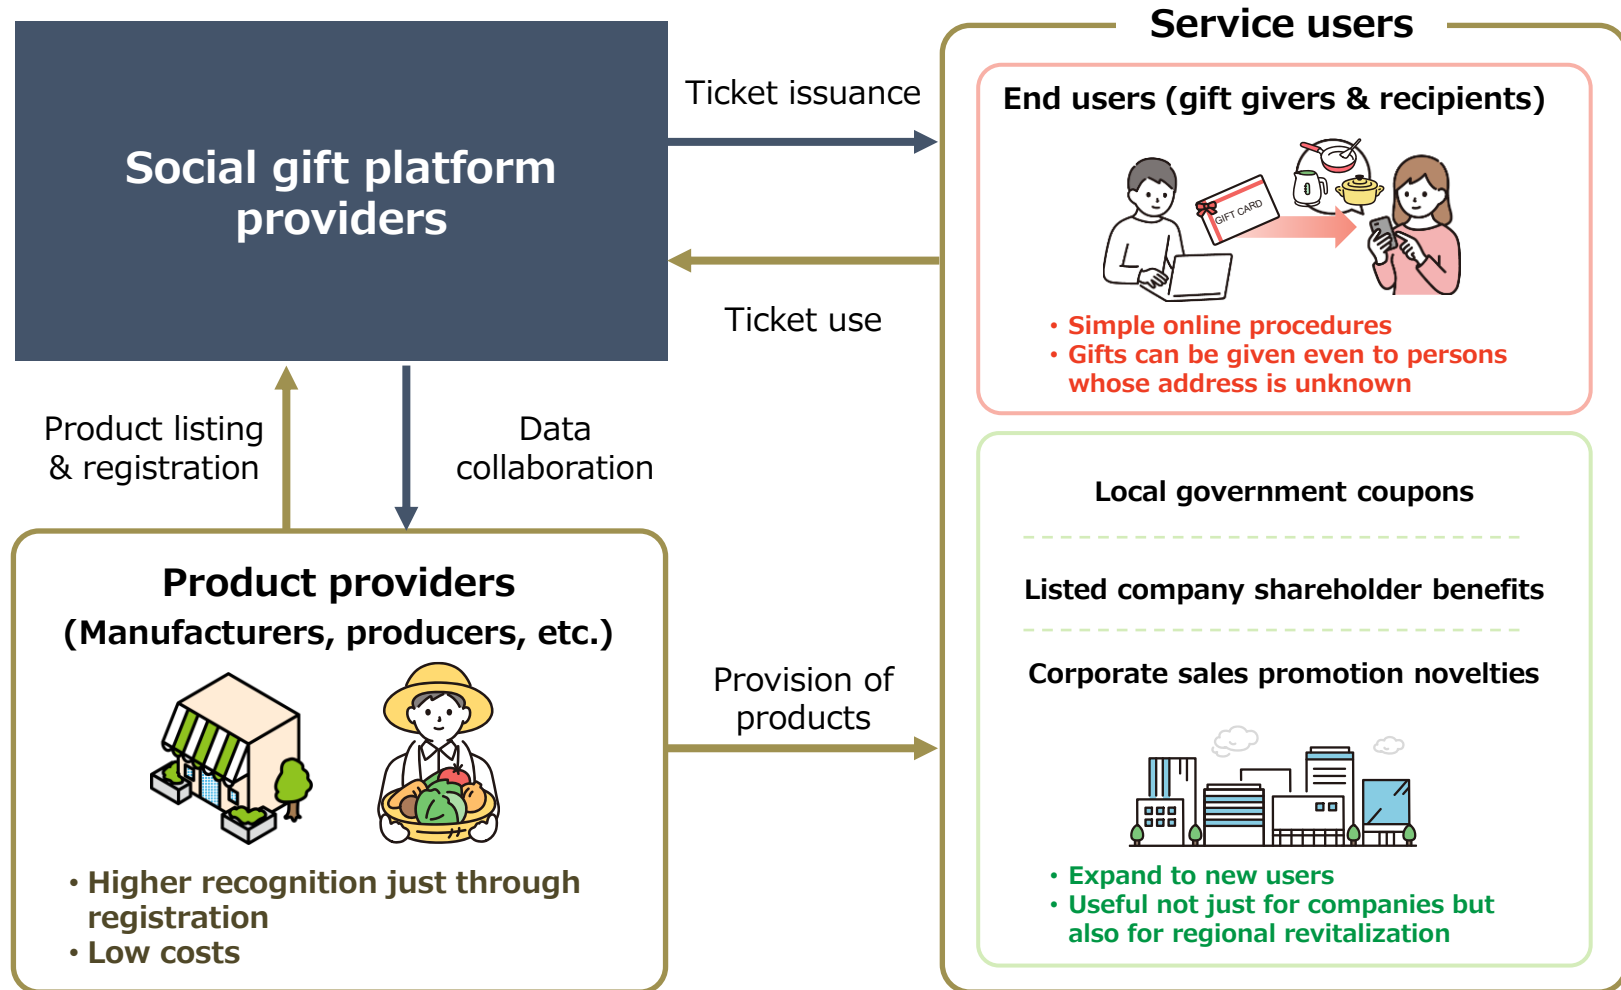 Social gift platform
providers
Ticket issuance
Ticket use
Product listing
& registration
Data
collaboration
Product providers
(Manufacturers, producers, etc.)
• Higher recognition just through
registration
• Low costs
Provision of
products
Service users
End users (gift givers & recipients)
GIFT CARD
• Simple online procedures
• Gifts can be given even to persons
whose address is unknown
Local government coupons
Listed company shareholder benefits
Corporate sales promotion novelties
• Expand to new users
• Useful not just for companies but
also for regional revitalization